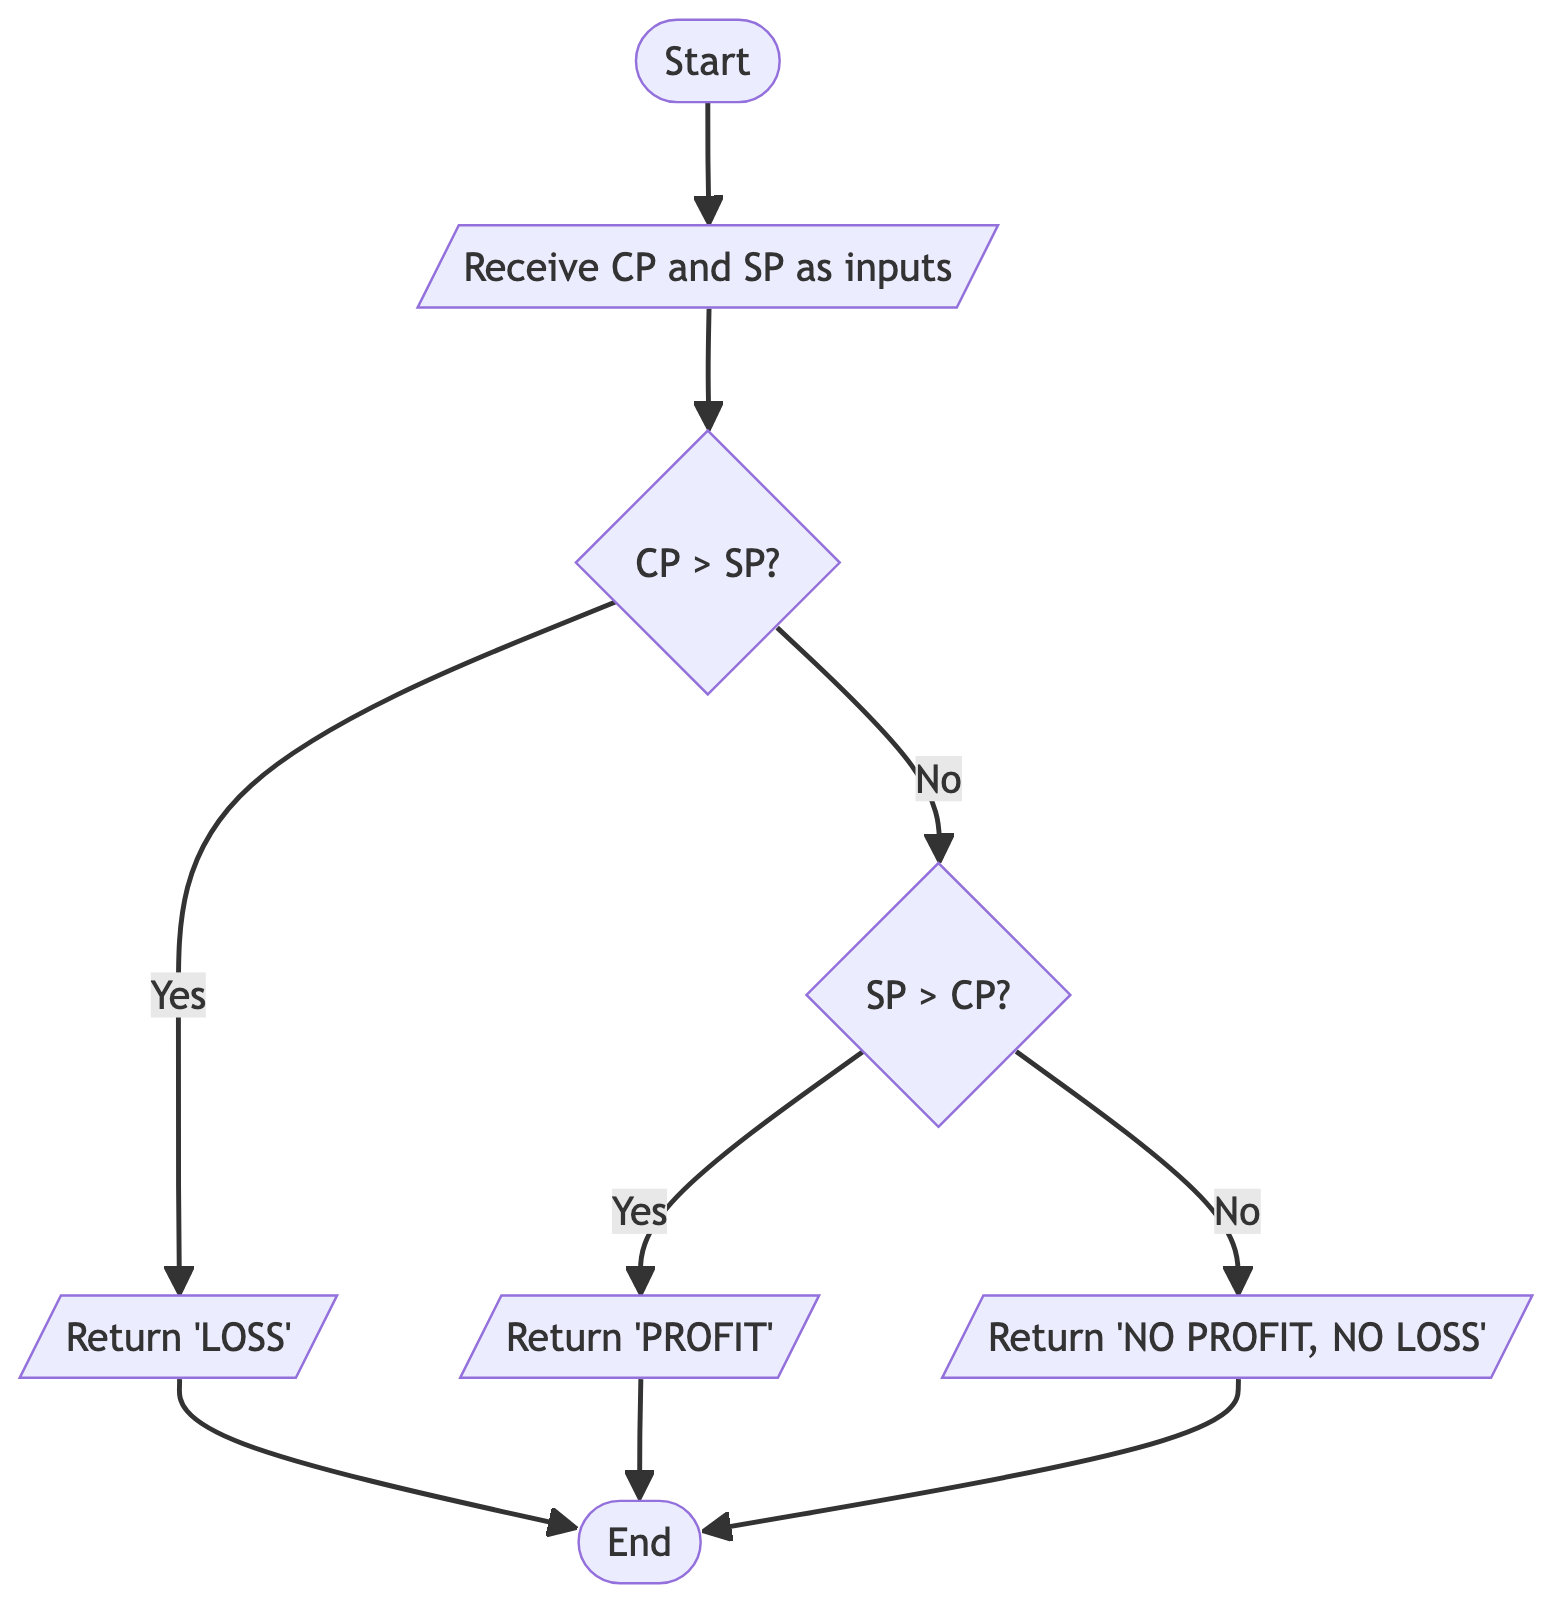 Start
Receive CP and SP as inputs
CP > SP?
No
Yes
SP > CP?
Yes
No
Return 'LOSS'
Return 'PROFIT'
Return 'NO PROFIT, NO LOSS'
End